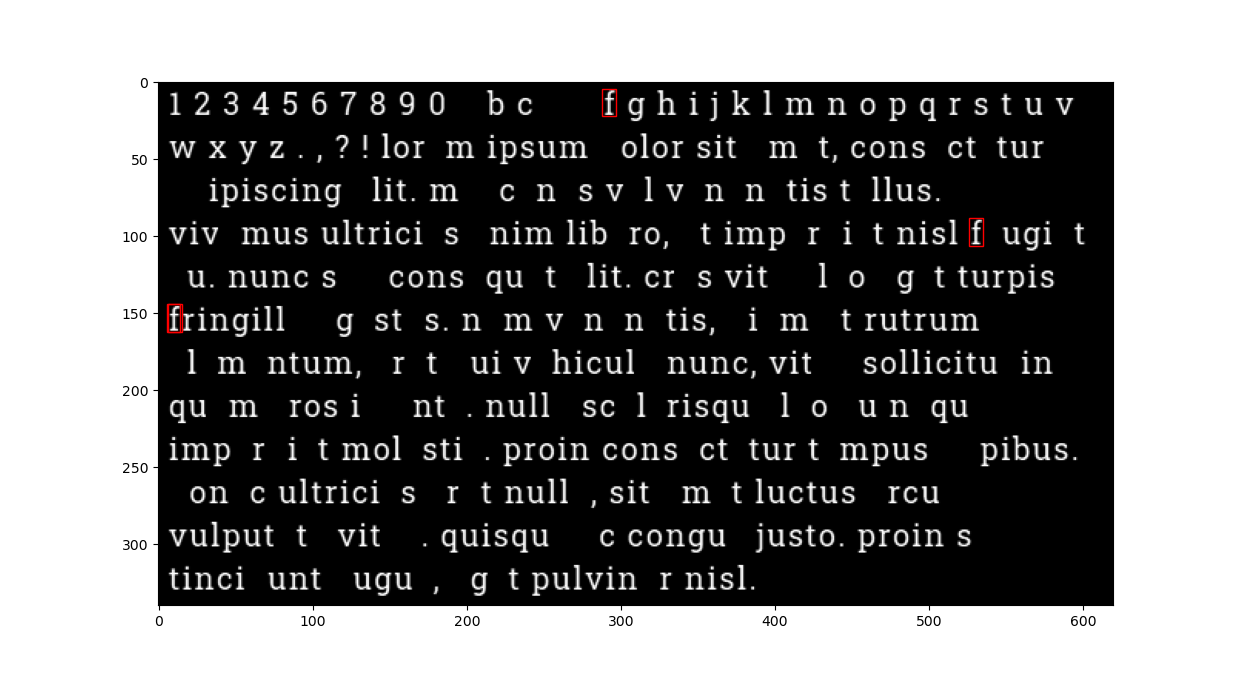 0
50
100
150
200
250
300
1 2 3 4 5 6 7 8 9 0 b c f g h i j k l m n o p q r s t u v
w x y z . , ? ! lor m ipsum olor sit m t, cons ct tur
ipiscing lit. m c n s v l v n n tis t llus.
viv mus ultrici s nim lib ro, t imp r i t nisl f ugi t
u. nunc s cons qu t lit. cr s vit l o g t turpis
fringill g st s. n m v n n tis, i m t rutrum
l m ntum, r t ui v hicul nunc, vit sollicitu in
qu m ros i nt . null sc l risqu l o u n qu
imp r i t mol sti . proin cons ct tur t mpus pibus.
on c ultrici s r t null , sit m t luctus rcu
vulput t vit . quisqu c congu justo. proin s
tinci unt ugu , g t pulvin r nisl.
0 100 200 300 400 500 600